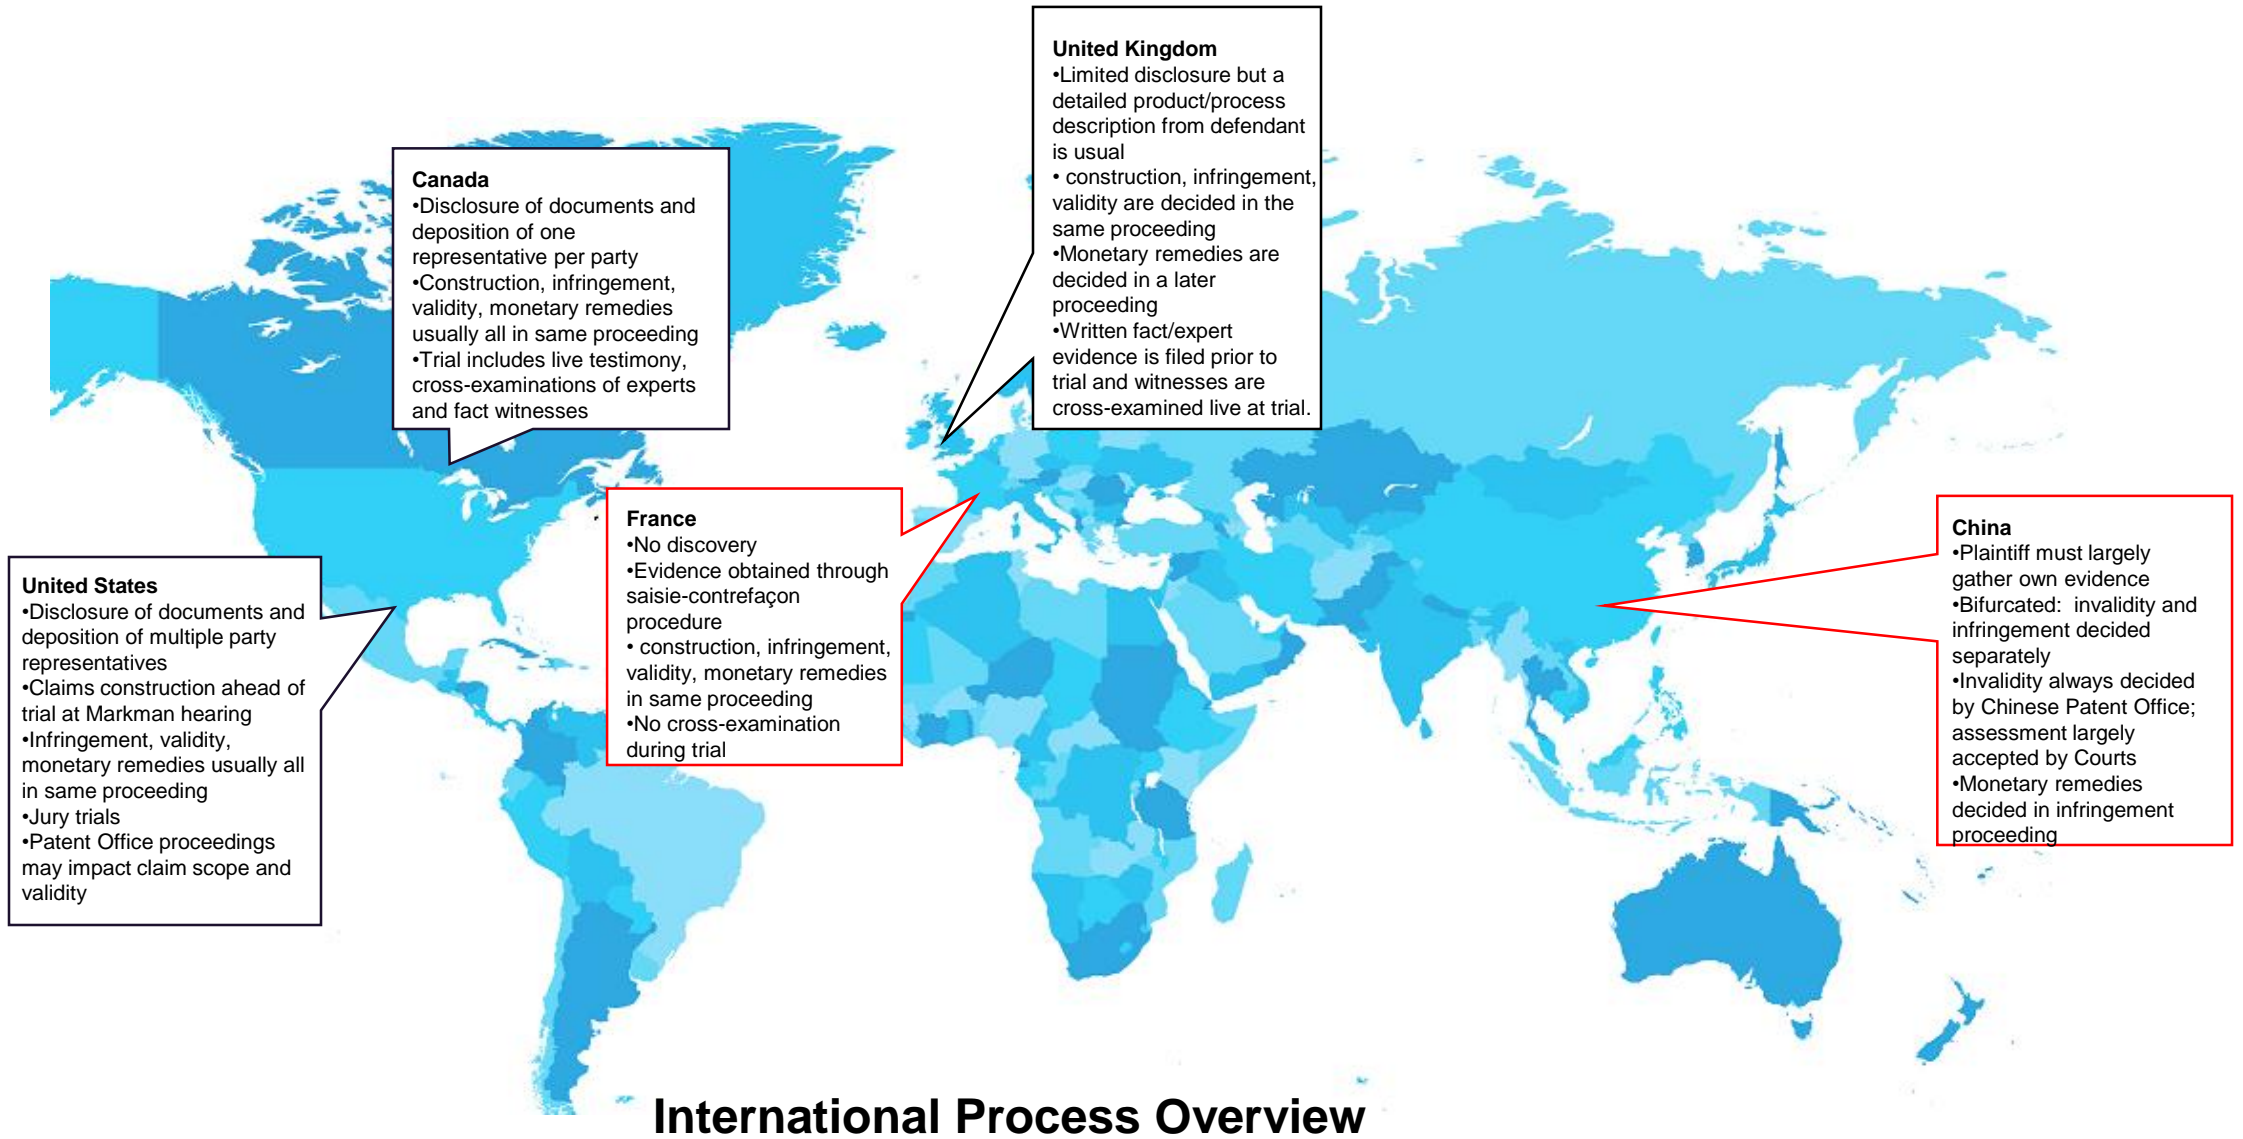 United Kingdom
•Limited disclosure but a
detailed product/process
description from defendant
is usual
• construction, infringement,
validity are decided in the
same proceeding
•Monetary remedies are
decided in a later
proceeding
•Written fact/expert
evidence is filed prior to
trial and witnesses are
cross-examined live at trial.
Canada
•Disclosure of documents and
deposition of one
representative per party
•Construction, infringement,
validity, monetary remedies
usually all in same proceeding
•Trial includes live testimony,
cross-examinations of experts
and fact witnesses
France
•No discovery
•Evidence obtained through
saisie-contrefaçon
procedure
• construction, infringement,
validity, monetary remedies
in same proceeding
•No cross-examination
during trial
China
•Plaintiff must largely
gather own evidence
•Bifurcated:  invalidity and
infringement decided
separately
•Invalidity always decided
by Chinese Patent Office;
assessment largely
accepted by Courts
•Monetary remedies
decided in infringement
proceeding
United States
•Disclosure of documents and
deposition of multiple party
representatives
•Claims construction ahead of
trial at Markman hearing
•Infringement, validity,
monetary remedies usually all
in same proceeding
•Jury trials
•Patent Office proceedings
may impact claim scope and
validity
International Process Overview